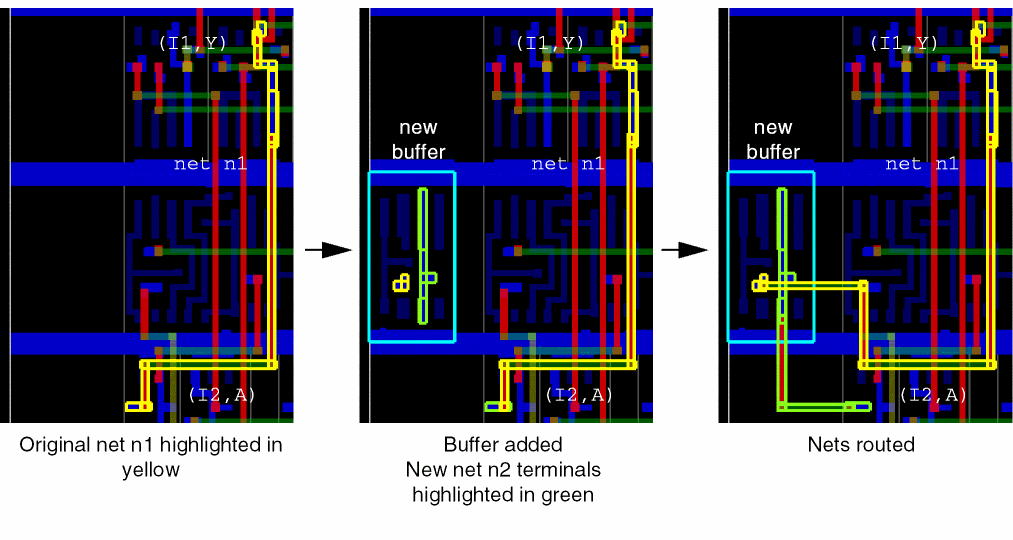 (I1,Y)
net n1
(I2,A)
Original net n1 highlighted in
yellow
(I1,Y)
new
buffer
net n1
(I2,A)
Buffer added
New net n2 terminals
highlighted in green
(I1,Y)
new
buffer
net n1
(I2,A)
Nets routed